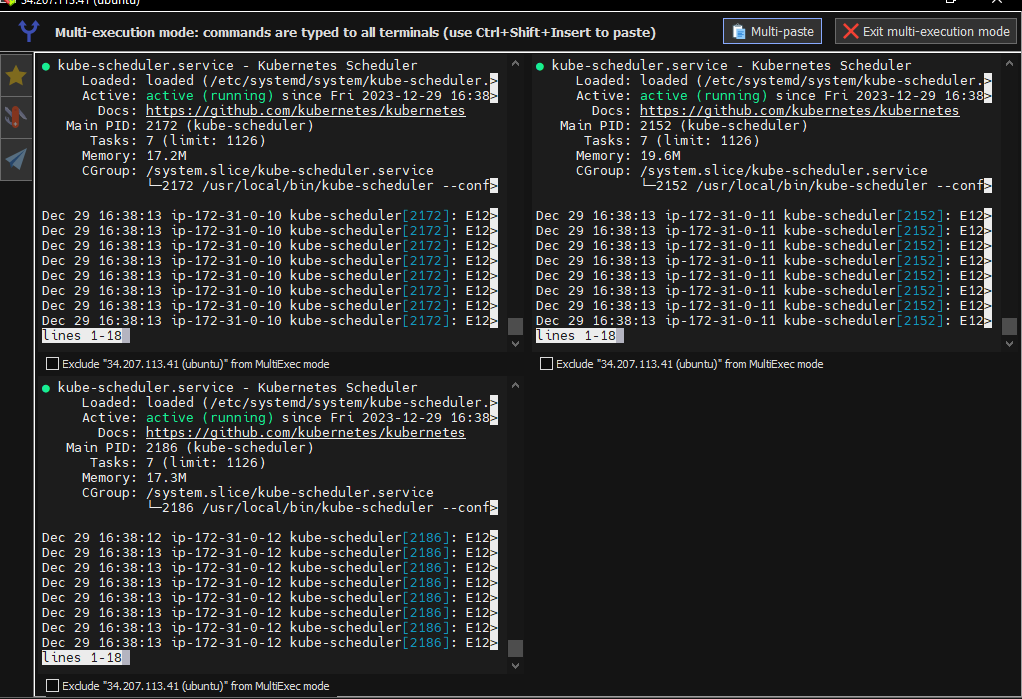 34.207.113.41 (ubuntu)
Multi-execution mode: commands are typed to all terminals (use Ctrl+Shift+Insert to paste)
Multi-paste
Exit multi-execution mode
● kube-scheduler.service - Kubernetes Scheduler
Loaded: loaded (/etc/systemd/system/kube-scheduler.>
Active: active (running) since Fri 2023-12-29 16:38>
Docs: https://github.com/kubernetes/kubernetes
Main PID: 2172 (kube-scheduler)
Tasks: 7 (limit: 1126)
Memory: 17.2M
CGroup: /system.slice/kube-scheduler.service
└─2172 /usr/local/bin/kube-scheduler --conf>
Dec 29 16:38:13 ip-172-31-0-10 kube-scheduler[2172]: E12>
Dec 29 16:38:13 ip-172-31-0-10 kube-scheduler[2172]: E12>
Dec 29 16:38:13 ip-172-31-0-10 kube-scheduler[2172]: E12>
Dec 29 16:38:13 ip-172-31-0-10 kube-scheduler[2172]: E12>
Dec 29 16:38:13 ip-172-31-0-10 kube-scheduler[2172]: E12>
Dec 29 16:38:13 ip-172-31-0-10 kube-scheduler[2172]: E12>
Dec 29 16:38:13 ip-172-31-0-10 kube-scheduler[2172]: E12>
Dec 29 16:38:13 ip-172-31-0-10 kube-scheduler[2172]: E12>
lines 1-18
Exclude "34.207.113.41 (ubuntu)" from MultiExec mode
● kube-scheduler.service - Kubernetes Scheduler
Loaded: loaded (/etc/systemd/system/kube-scheduler.>
Active: active (running) since Fri 2023-12-29 16:38>
Docs: https://github.com/kubernetes/kubernetes
Main PID: 2152 (kube-scheduler)
Tasks: 7 (limit: 1126)
Memory: 19.6M
CGroup: /system.slice/kube-scheduler.service
└─2152 /usr/local/bin/kube-scheduler --conf>
Dec 29 16:38:13 ip-172-31-0-11 kube-scheduler[2152]: E12>
Dec 29 16:38:13 ip-172-31-0-11 kube-scheduler[2152]: E12>
Dec 29 16:38:13 ip-172-31-0-11 kube-scheduler[2152]: E12>
Dec 29 16:38:13 ip-172-31-0-11 kube-scheduler[2152]: E12>
Dec 29 16:38:13 ip-172-31-0-11 kube-scheduler[2152]: E12>
Dec 29 16:38:13 ip-172-31-0-11 kube-scheduler[2152]: E12>
Dec 29 16:38:13 ip-172-31-0-11 kube-scheduler[2152]: E12>
Dec 29 16:38:13 ip-172-31-0-11 kube-scheduler[2152]: E12>
lines 1-18
Exclude "34.207.113.41 (ubuntu)" from MultiExec mode
● kube-scheduler.service - Kubernetes Scheduler
Loaded: loaded (/etc/systemd/system/kube-scheduler.>
Active: active (running) since Fri 2023-12-29 16:38>
Docs: https://github.com/kubernetes/kubernetes
Main PID: 2186 (kube-scheduler)
Tasks: 7 (limit: 1126)
Memory: 17.3M
CGroup: /system.slice/kube-scheduler.service
└─2186 /usr/local/bin/kube-scheduler --conf>
Dec 29 16:38:12 ip-172-31-0-12 kube-scheduler[2186]: E12>
Dec 29 16:38:13 ip-172-31-0-12 kube-scheduler[2186]: E12>
Dec 29 16:38:13 ip-172-31-0-12 kube-scheduler[2186]: E12>
Dec 29 16:38:13 ip-172-31-0-12 kube-scheduler[2186]: E12>
Dec 29 16:38:13 ip-172-31-0-12 kube-scheduler[2186]: E12>
Dec 29 16:38:13 ip-172-31-0-12 kube-scheduler[2186]: E12>
Dec 29 16:38:13 ip-172-31-0-12 kube-scheduler[2186]: E12>
Dec 29 16:38:13 ip-172-31-0-12 kube-scheduler[2186]: E12>
lines 1-18
Exclude "34.207.113.41 (ubuntu)" from MultiExec mode